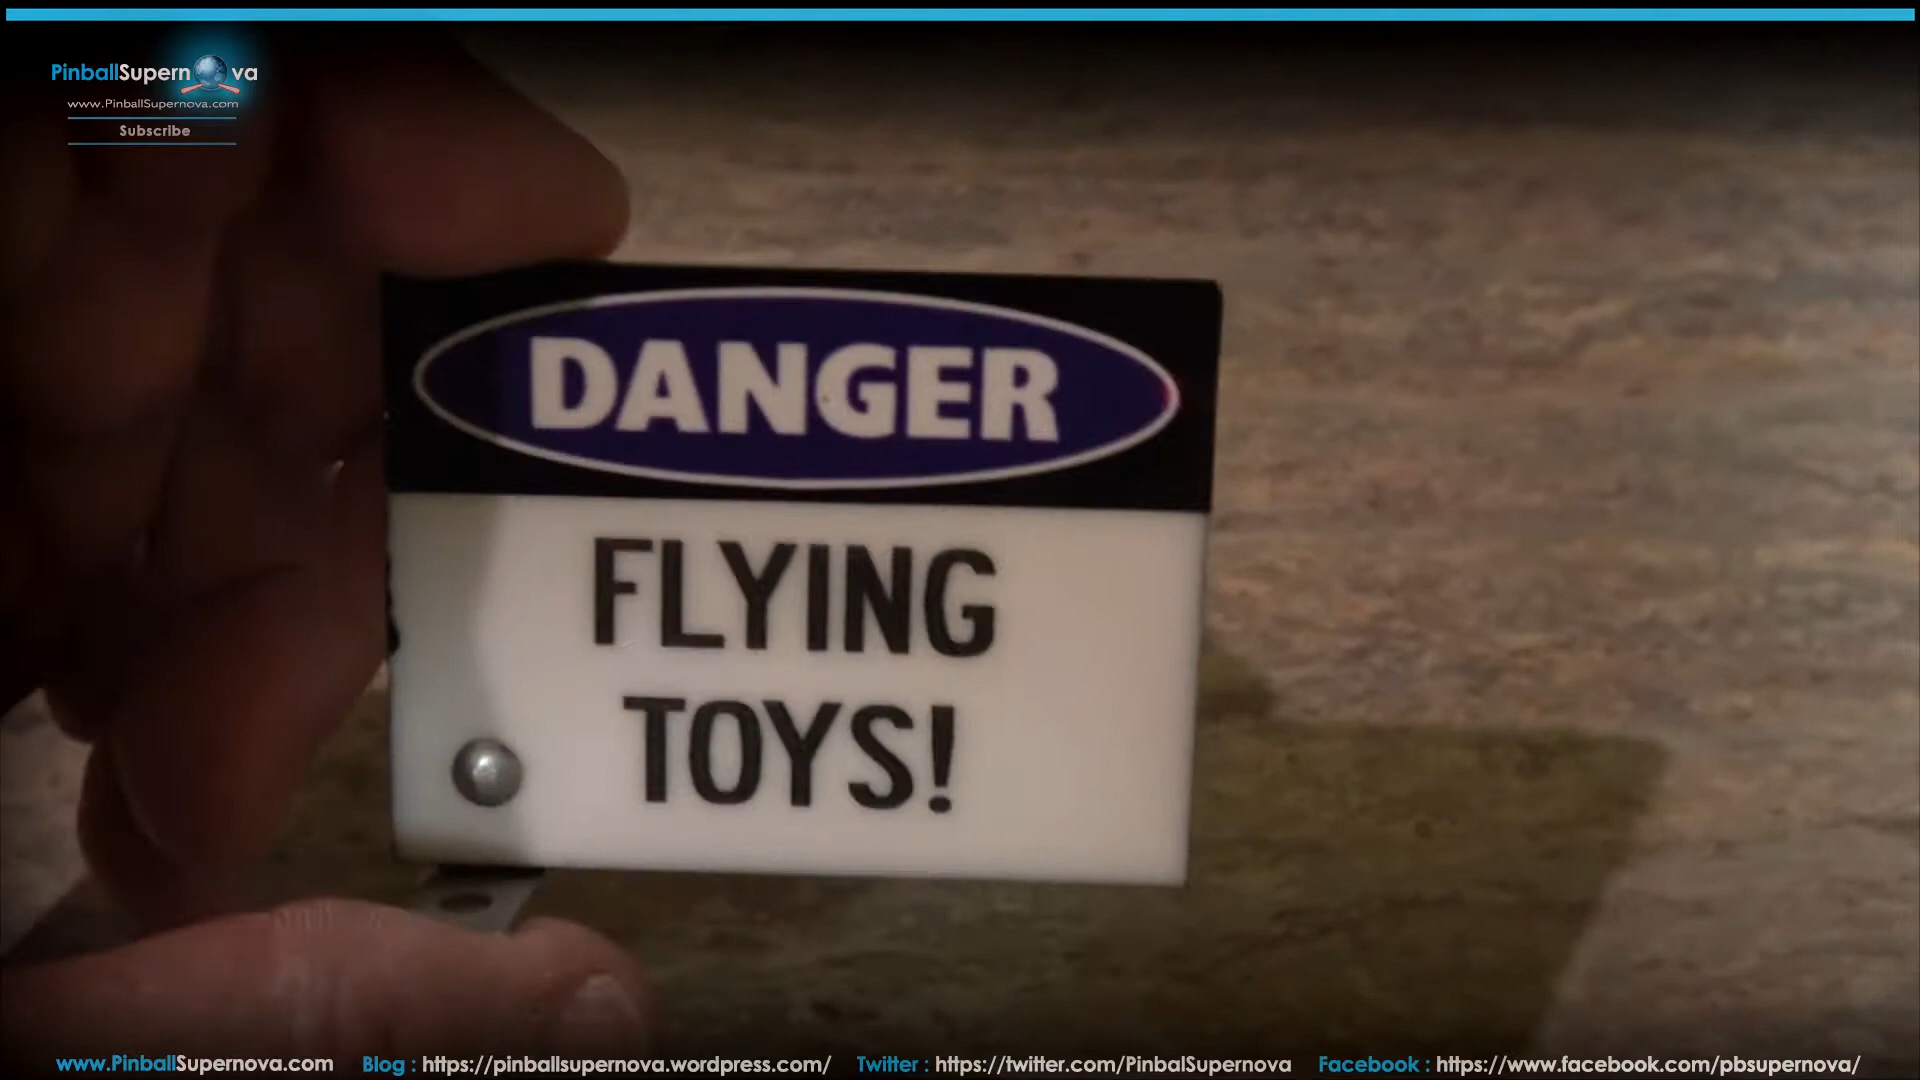 PinballSupernova
www.PinballSupernova.com
Subscribe
DANGER
FLYING
TOYS!
www.PinballSupernova.com Blog : https://pinballsupernova.wordpress.com/ Twitter : https://twitter.com/PinbalSupernova Facebook : https://www.facebook.com/pbsupernova/